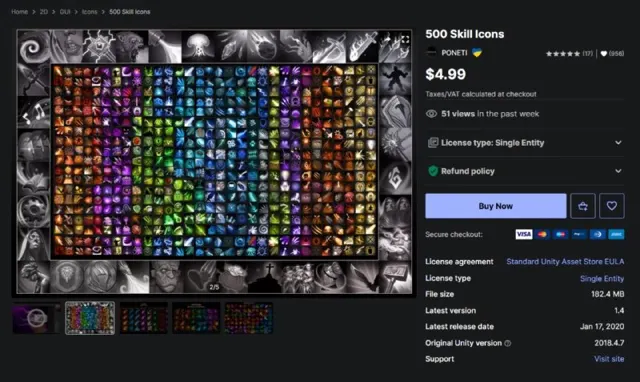 Home > 2D > GUI > Icons > 500 Skill Icons
500 Skill Icons
PONETI
(17) | (956)
$4.99
Taxes/VAT calculated at checkout
51 views in the past week
License type: Single Entity
Refund policy
Buy Now
Secure checkout:
VISA
License agreement Standard Unity Asset Store EULA
License type Single Entity
File size 182.4 MB
Latest version 1.4
Latest release date Jan 17, 2020
Original Unity version 2018.4.7
Support Visit site
2/5